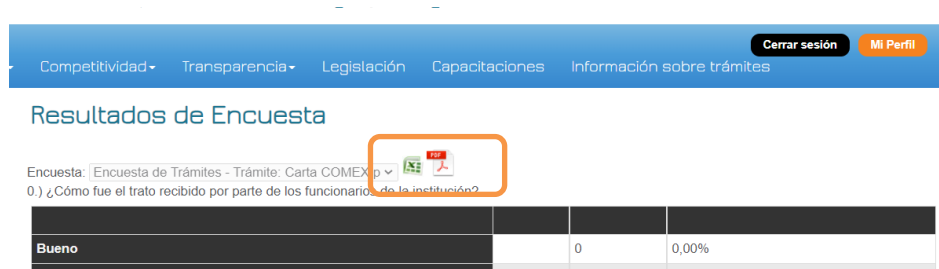 Cerrar sesión Mi Perfil
Competitividad Transparencia Legislación Capacitaciones Información sobre trámites
Resultados de Encuesta
Encuesta: Encuesta de Trámites - Trámite: Carta COMEX p
PDF
0.) ¿Cómo fue el trato recibido por parte de los funcionarios de la institución?
Bueno 0 0,00%